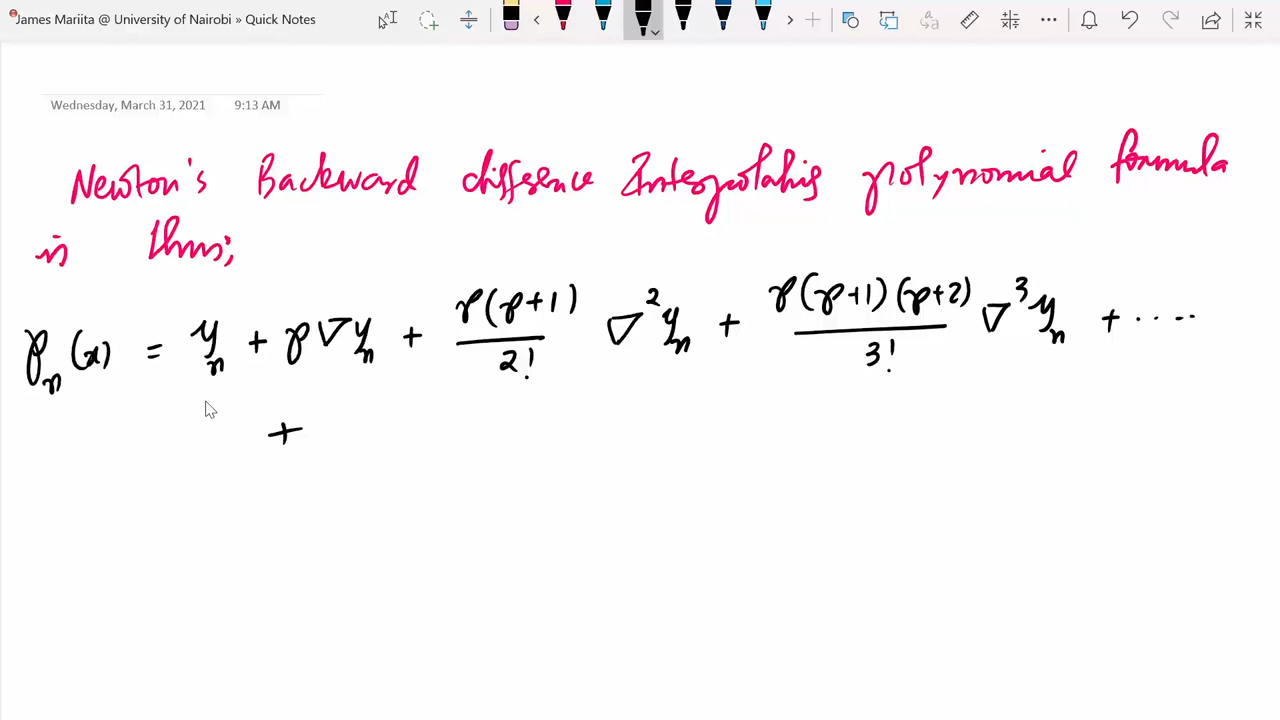 James Mariita @ University of Nairobi » Quick Notes
Wednesday, March 31, 2021 9:13 AM
Newton's Backward difference Interpolating polynomial formula
is thus;
Pₙ(x) = yₙ + p∇yₙ + p(p+1)/2! ∇²yₙ + p(p+1)(p+2)/3! ∇³yₙ + ....
+